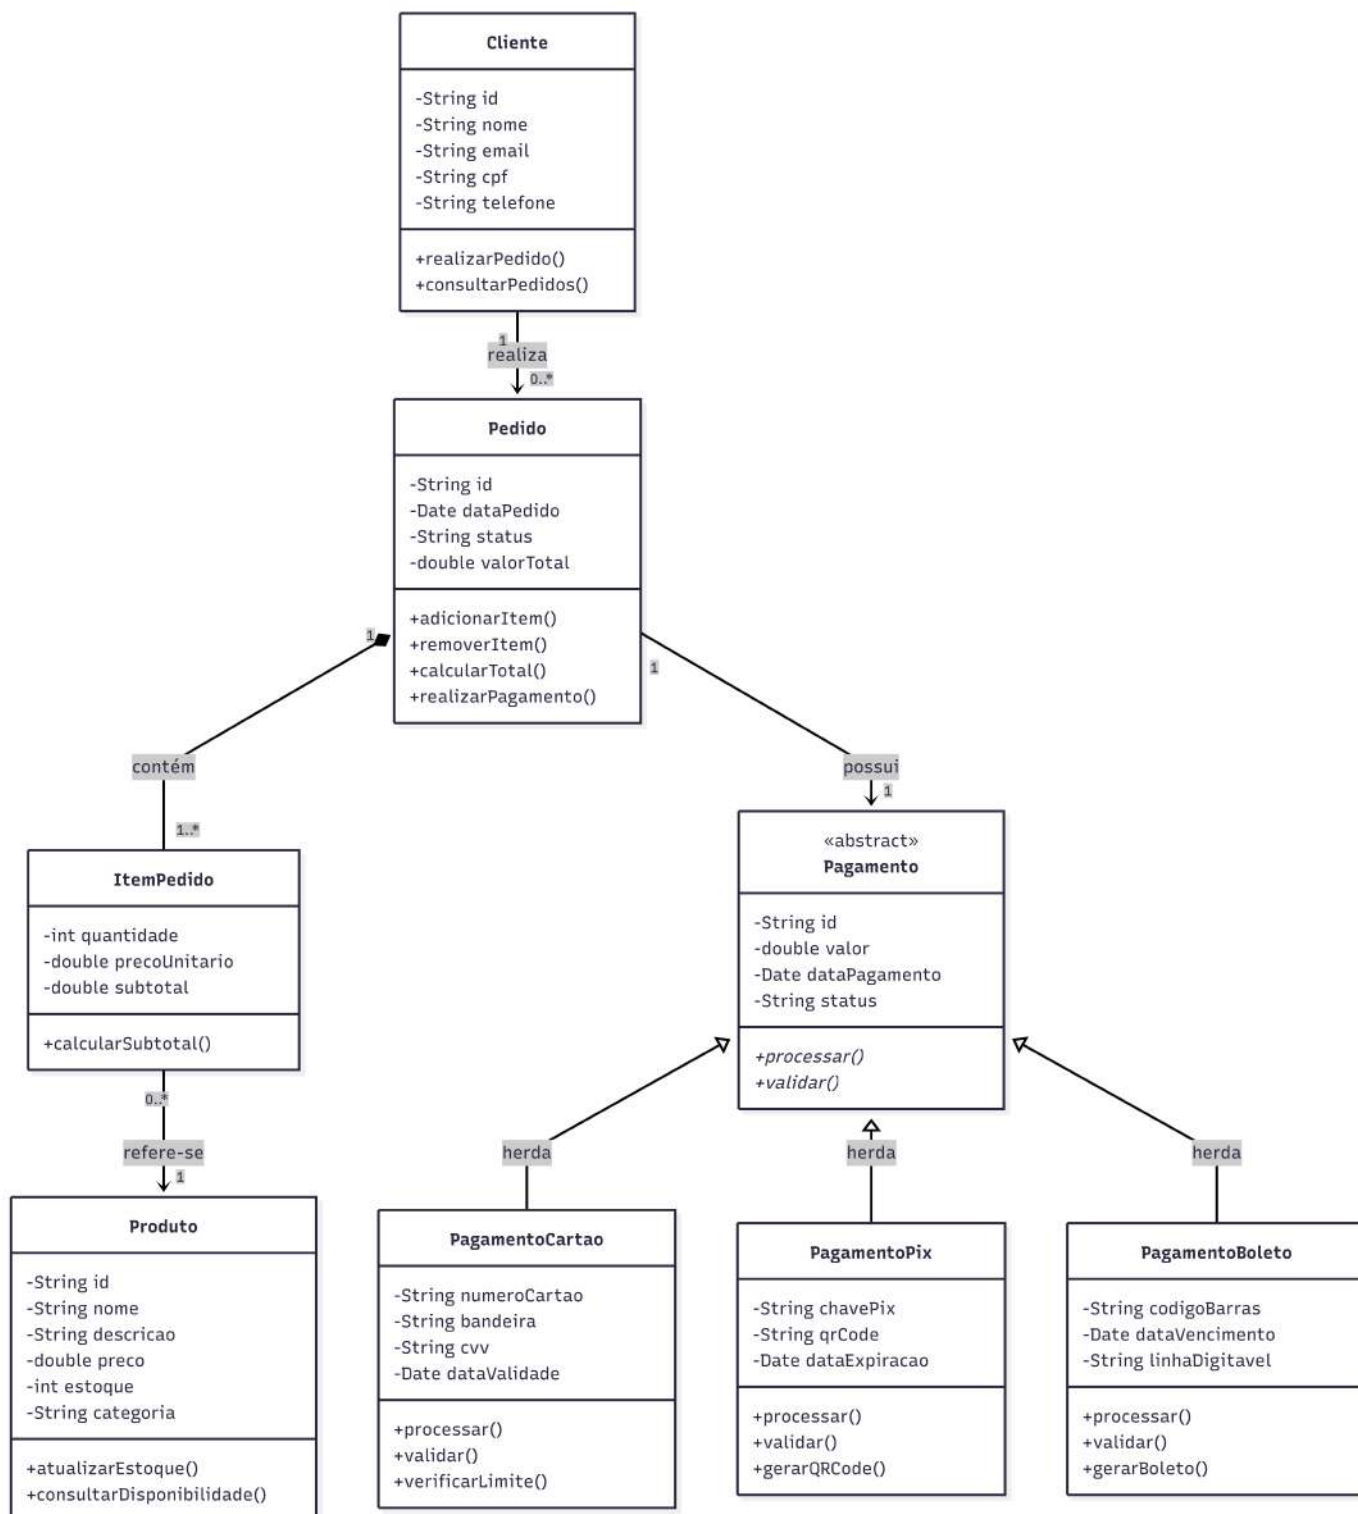 Cliente
-String id
-String nome
-String email
-String cpf
-String telefone
+realizarPedido()
+consultarPedidos()
1
realiza
0..*
Pedido
-String id
-Date dataPedido
-String status
-double valorTotal
+adicionarItem()
+removerItem()
+calcularTotal()
+realizarPagamento()
1
contém
1..*
1
possui
1
ItemPedido
-int quantidade
-double precoUnitario
-double subtotal
+calcularSubtotal()
0..*
refere-se
1
«abstract»
Pagamento
-String id
-double valor
-Date dataPagamento
-String status
+processar()
+validar()
herda
herda
herda
Produto
-String id
-String nome
-String descricao
-double preco
-int estoque
-String categoria
+atualizarEstoque()
+consultarDisponibilidade()
PagamentoCartao
-String numeroCartao
-String bandeira
-String cvv
-Date dataValidade
+processar()
+validar()
+verificarLimite()
PagamentoPix
-String chavePix
-String qrCode
-Date dataExpiracao
+processar()
+validar()
+gerarQRCode()
PagamentoBoleto
-String codigoBarras
-Date dataVencimento
-String linhaDigitavel
+processar()
+validar()
+gerarBoleto()